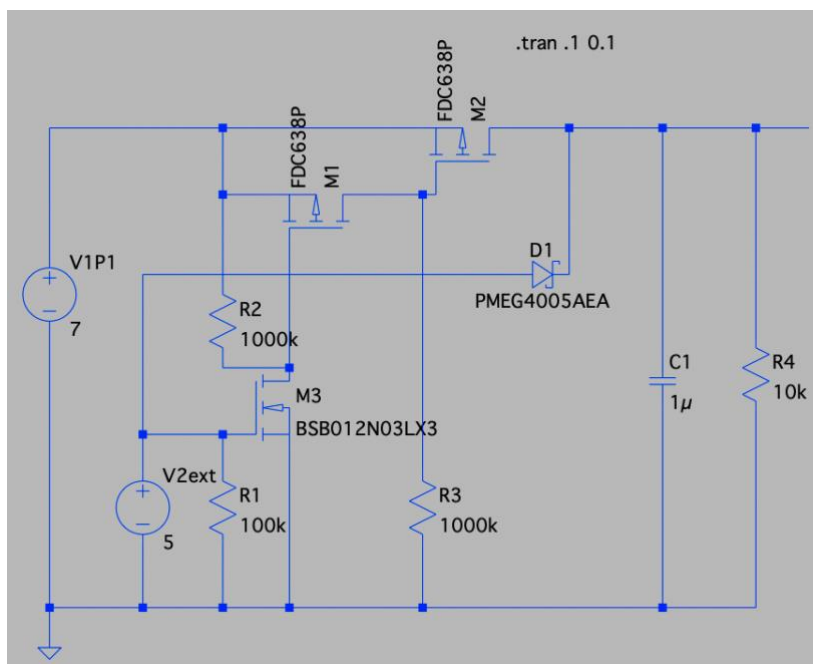 .tran .1 0.1
FDC638P
M2
FDC638P
M1
V1P1
7
D1
PMEG4005AEA
R2
1000k
C1
1µ
R4
10k
M3
BSB012N03LX3
V2ext
5
R1
100k
R3
1000k